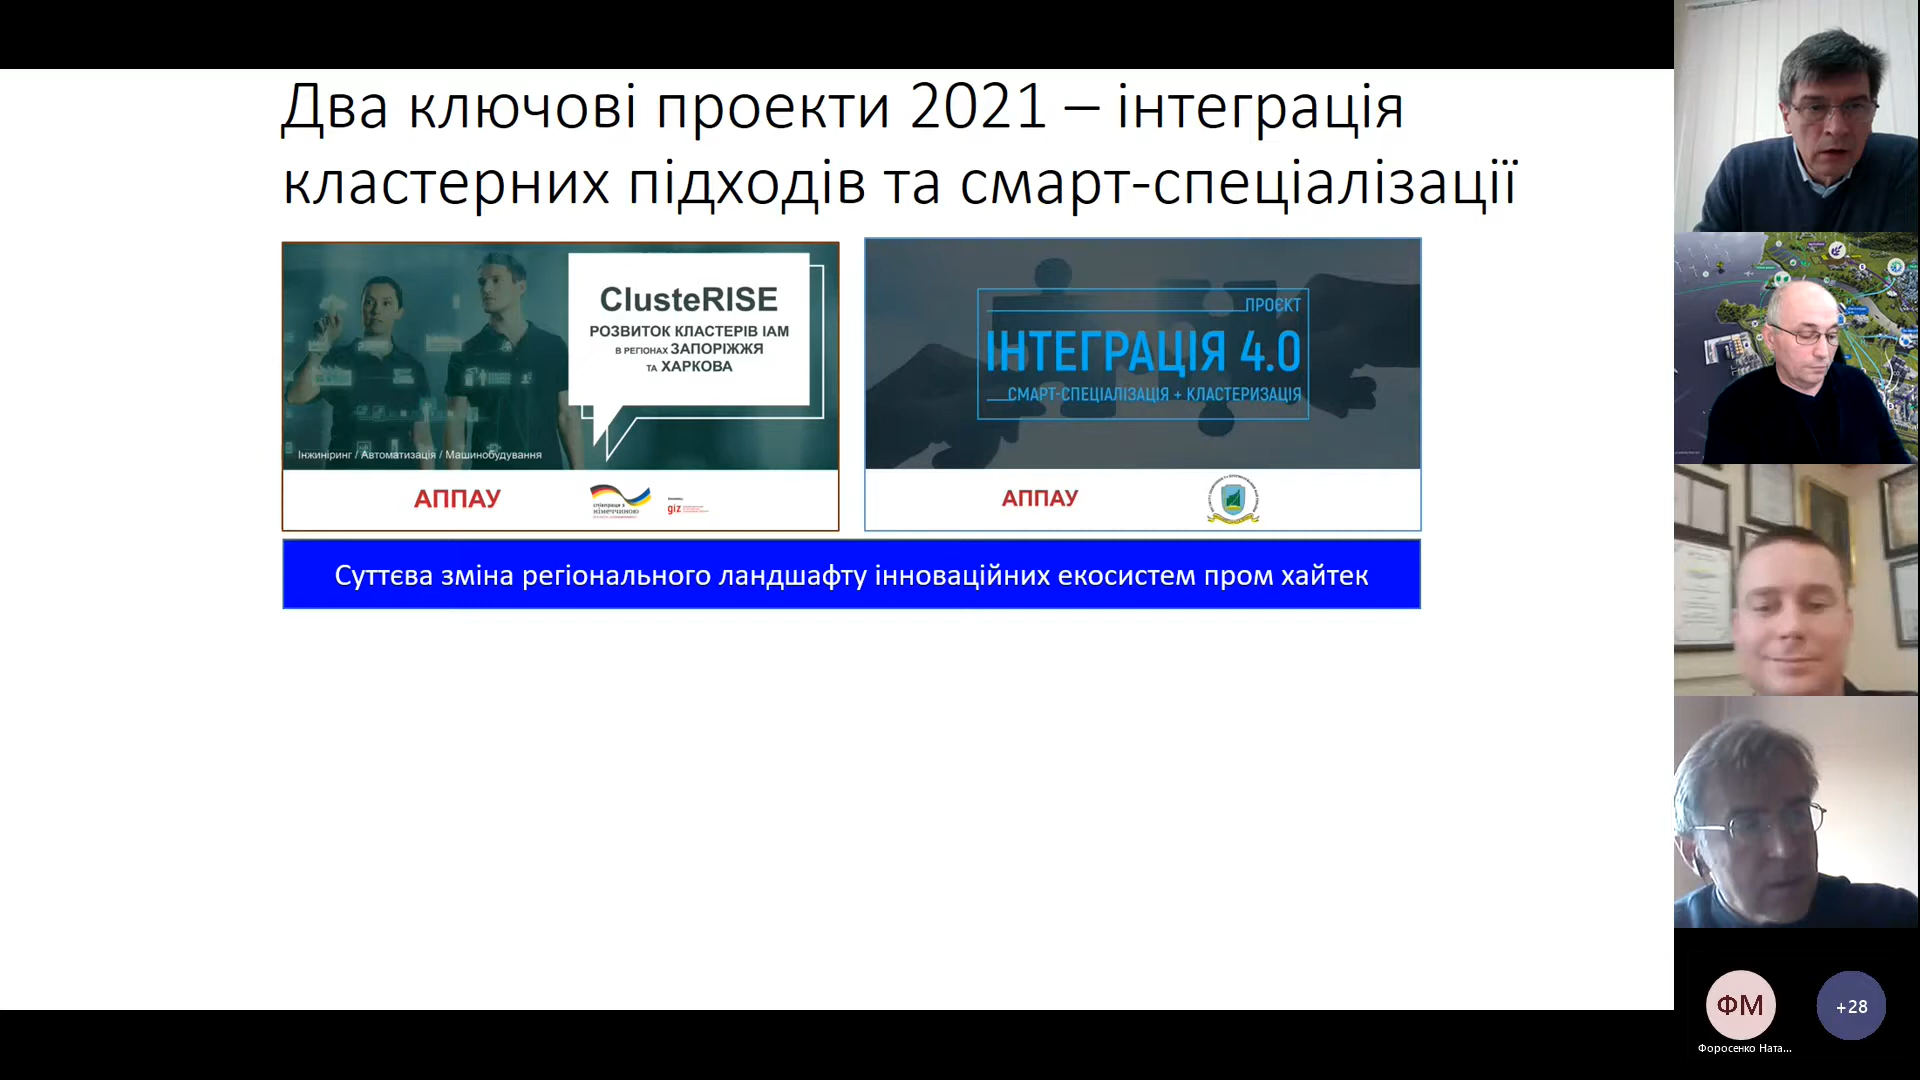 Два ключові проекти 2021 – інтеграція
кластерних підходів та смарт-спеціалізації
ClusteRISE
РОЗВИТОК КЛАСТЕРІВ ІАМ
В РЕГІОНАХ ЗАПОРІЖЖЯ
ТА ХАРКОВА
Інжиніринг / Автоматизація / Машинобудування
АППАУ
співпраця з
німеччиною
giz
ПРОЄКТ
ІНТЕГРАЦІЯ 4.0
СМАРТ-СПЕЦІАЛІЗАЦІЯ + КЛАСТЕРИЗАЦІЯ
АППАУ
Суттєва зміна регіонального ландшафту інноваційних екосистем пром хайтек
ФМ
+28
Форосенко Ната...